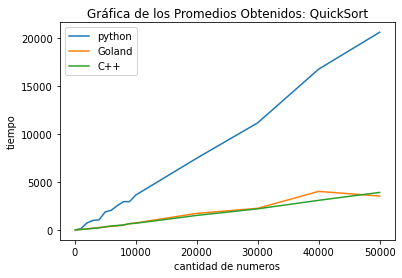 Gráfica de los Promedios Obtenidos: QuickSort
python
Goland
C++
tiempo
20000
15000
10000
5000
0
0
10000
20000
30000
40000
50000
cantidad de numeros